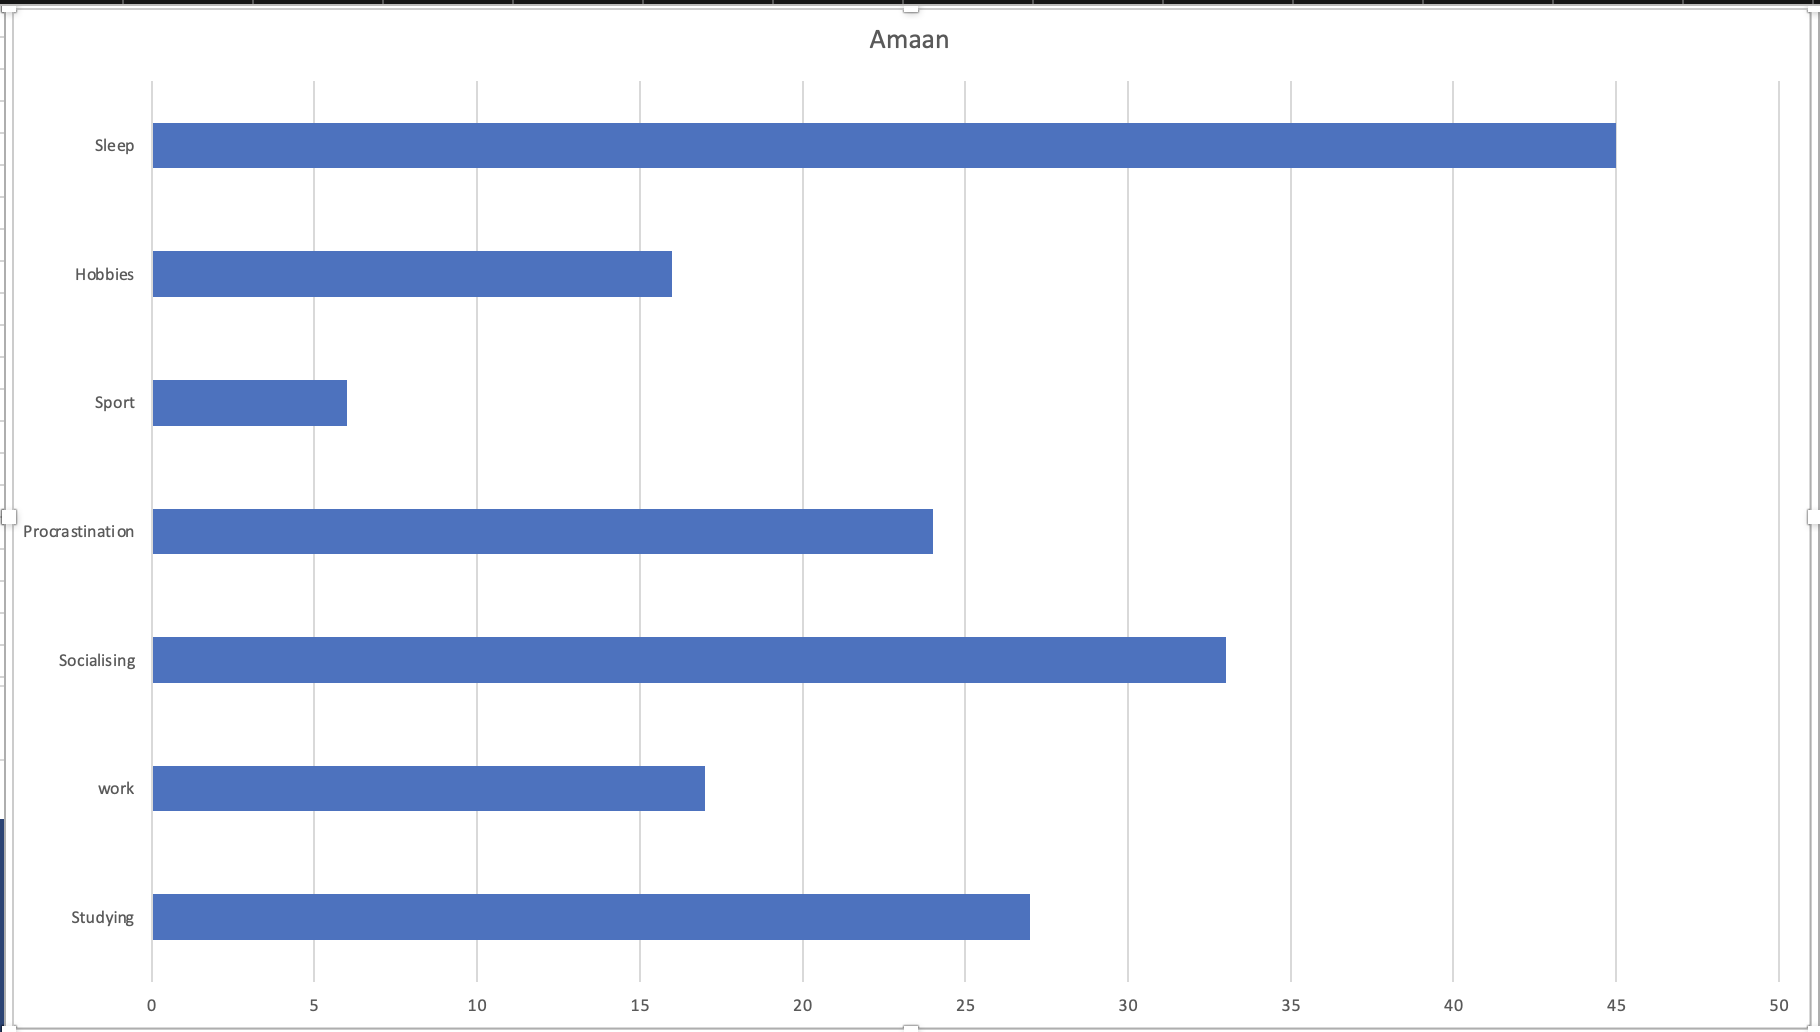 Amaan
Sleep
Hobbies
Sport
Procrastination
Socialising
work
Studying
0 5 10 15 20 25 30 35 40 45 50